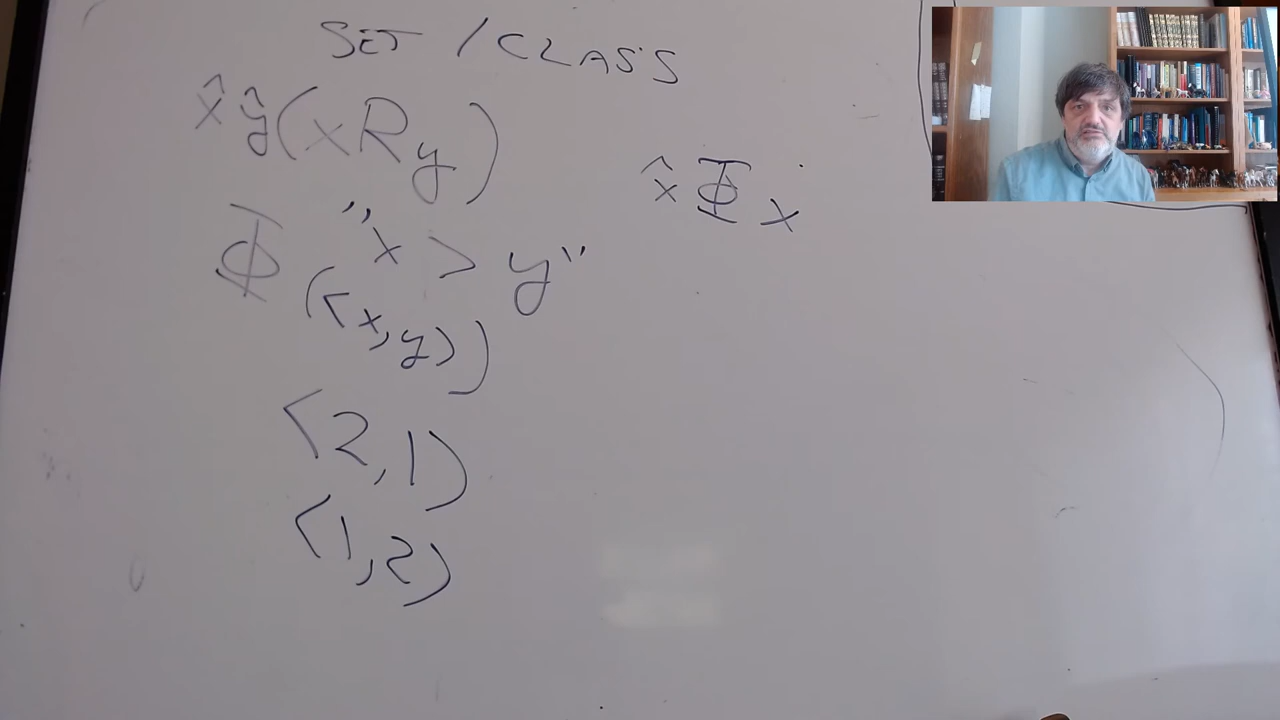 SET / CLASS
x̂ŷ(xRy)
x̂Φx
Φ "x > y"
(<x,y>)
<2,1>
<1,2>